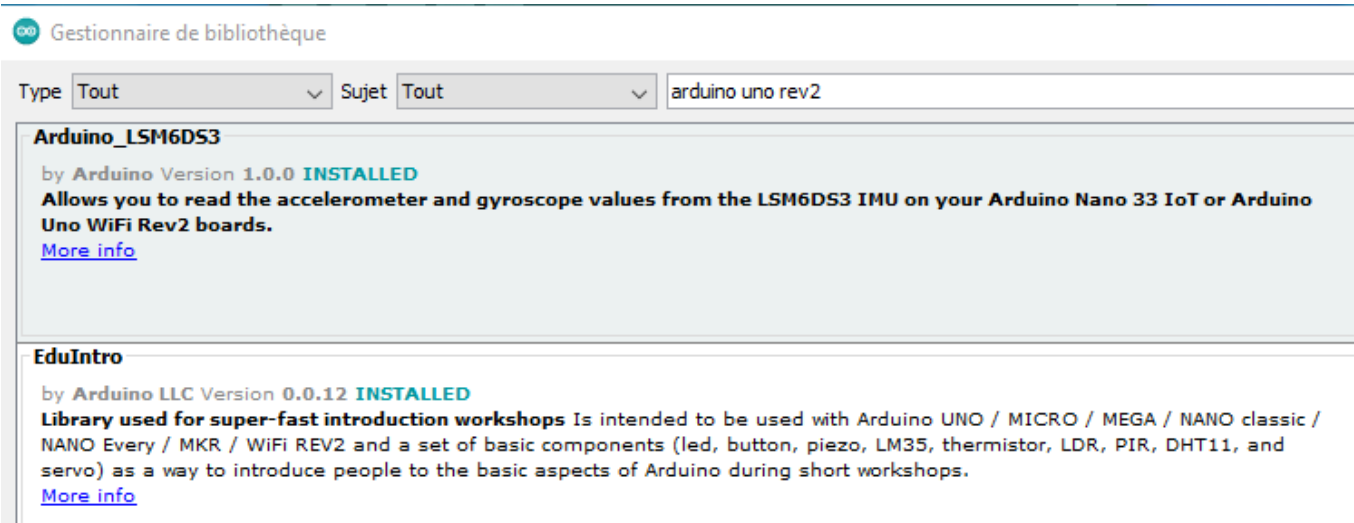 Gestionnaire de bibliothèque
Type Tout Sujet Tout arduino uno rev2
Arduino_LSM6DS3
by Arduino Version 1.0.0 INSTALLED
Allows you to read the accelerometer and gyroscope values from the LSM6DS3 IMU on your Arduino Nano 33 IoT or Arduino
Uno WiFi Rev2 boards.
More info
EduIntro
by Arduino LLC Version 0.0.12 INSTALLED
Library used for super-fast introduction workshops Is intended to be used with Arduino UNO / MICRO / MEGA / NANO classic /
NANO Every / MKR / WiFi REV2 and a set of basic components (led, button, piezo, LM35, thermistor, LDR, PIR, DHT11, and
servo) as a way to introduce people to the basic aspects of Arduino during short workshops.
More info